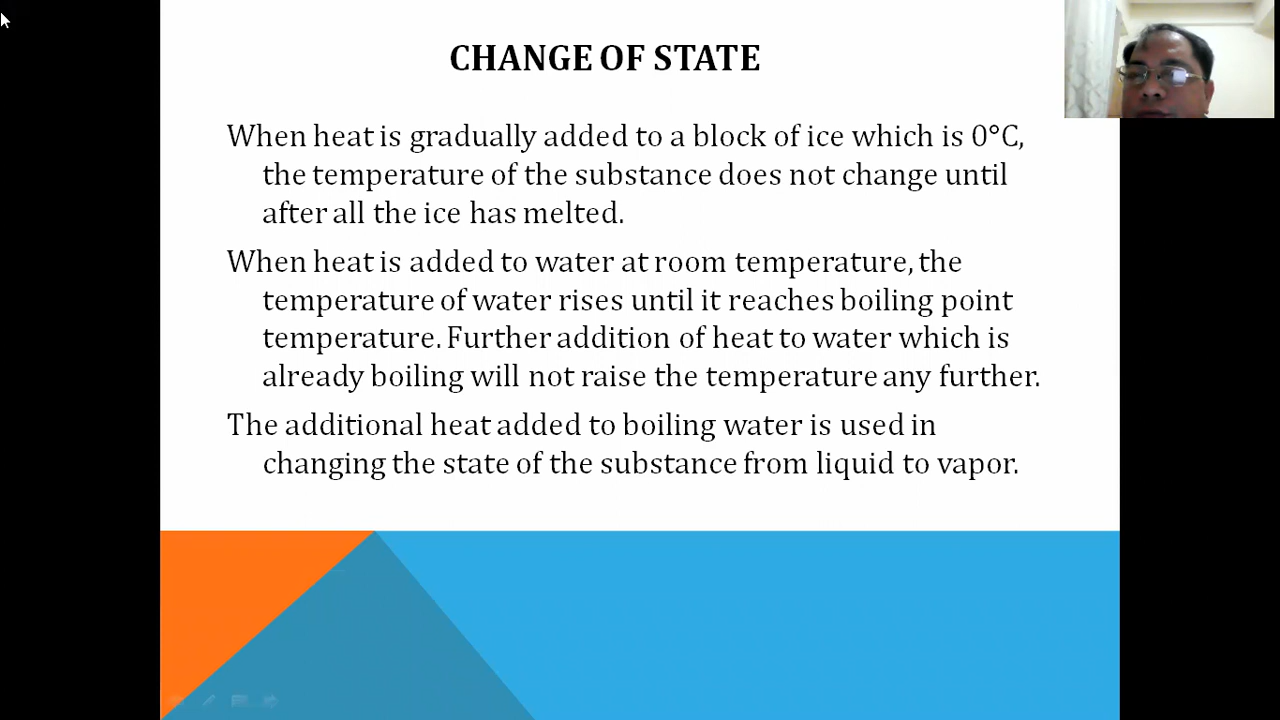 CHANGE OF STATE
When heat is gradually added to a block of ice which is 0°C,
the temperature of the substance does not change until
after all the ice has melted.
When heat is added to water at room temperature, the
temperature of water rises until it reaches boiling point
temperature. Further addition of heat to water which is
already boiling will not raise the temperature any further.
The additional heat added to boiling water is used in
changing the state of the substance from liquid to vapor.